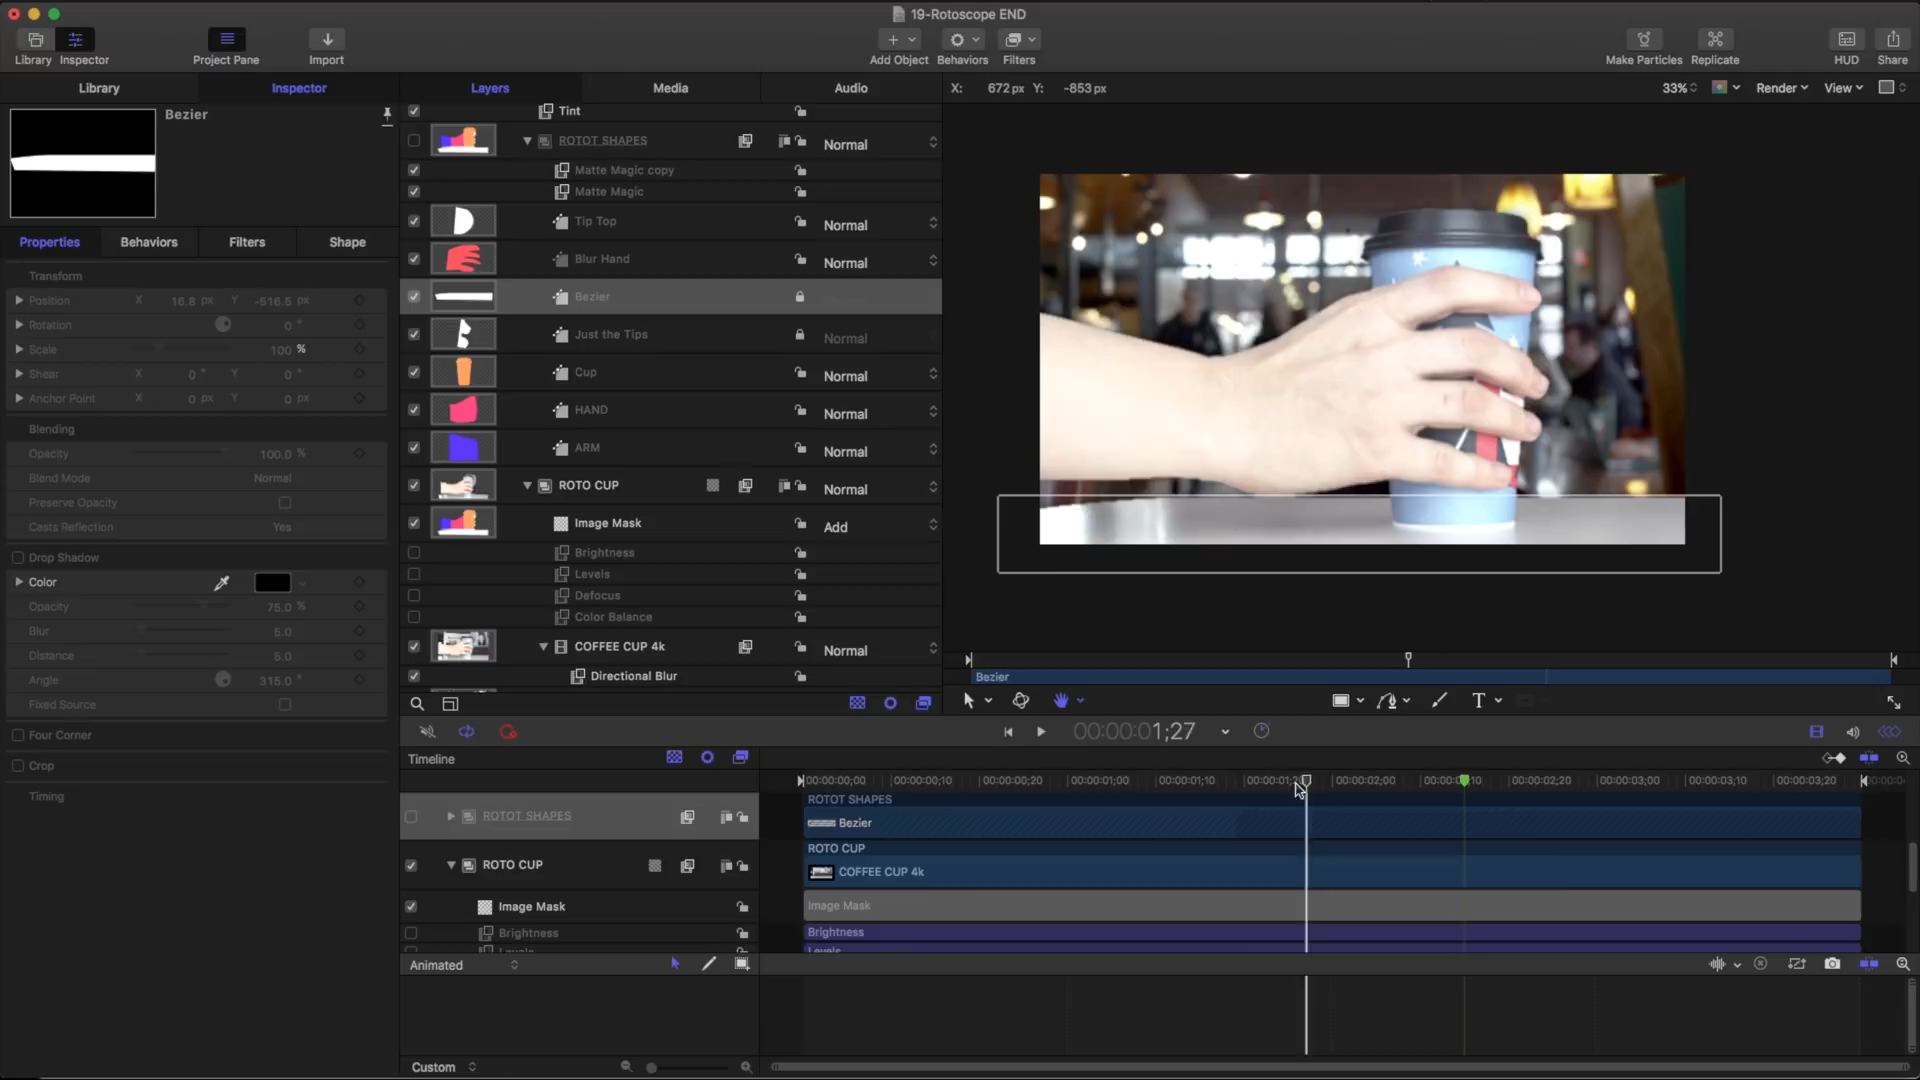 19-Rotoscope END
Library
Inspector
Project Pane
Import
Add Object
Behaviors
Filters
Make Particles
Replicate
HUD
Share
Library
Inspector
Layers
Media
Audio
X: 672 px Y: -853 px
33%
Render
View
Bezier
Properties
Behaviors
Filters
Shape
Transform
Position X 16.8 px Y -516.5 px
Rotation 0 °
Scale 100 %
Shear X 0 ° Y 0 °
Anchor Point X 0 px Y 0 px
Blending
Opacity 100.0 %
Blend Mode Normal
Preserve Opacity
Casts Reflection Yes
Drop Shadow
Color
Opacity 75.0 %
Blur 5.0
Distance 5.0
Angle 315.0 °
Fixed Source
Four Corner
Crop
Timing
Tint
ROTOT SHAPES Normal
Matte Magic copy
Matte Magic
Tip Top Normal
Blur Hand Normal
Bezier
Just the Tips Normal
Cup Normal
HAND Normal
ARM Normal
ROTO CUP Normal
Image Mask Add
Brightness
Levels
Defocus
Color Balance
COFFEE CUP 4k Normal
Directional Blur
Bezier
T
00:00:01;27
Timeline
00:00:00;00 00:00:00;10 00:00:00;20 00:00:01;00 00:00:01;10 00:00:02;00 00:00:02;20 00:00:03;00 00:00:03;10 00:00:03;20
ROTOT SHAPES
ROTOT SHAPES
Bezier
ROTO CUP
ROTO CUP
COFFEE CUP 4k
Image Mask
Image Mask
Brightness
Brightness
Levels
Levels
Animated
Custom